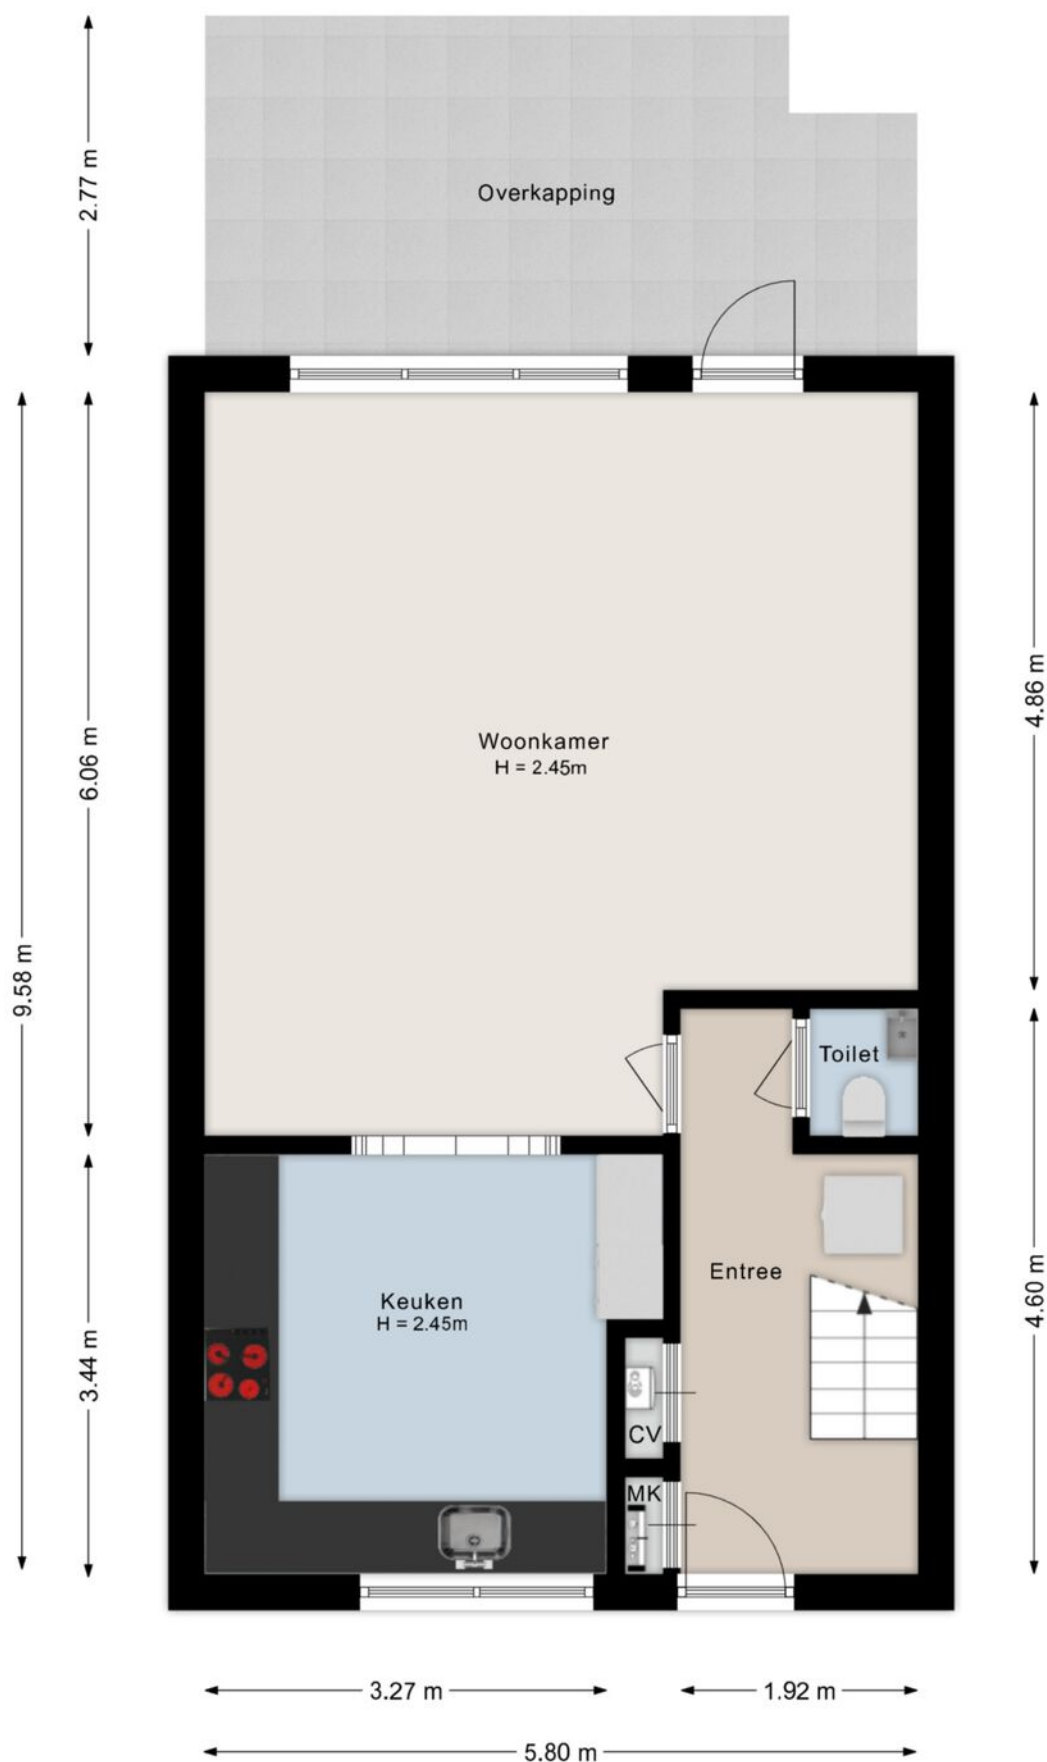 2.77 m
Overkapping
6.06 m
9.58 m
4.86 m
Woonkamer
H = 2.45m
Toilet
Entree
Keuken
H = 2.45m
3.44 m
4.60 m
CV
MK
3.27 m
1.92 m
5.80 m